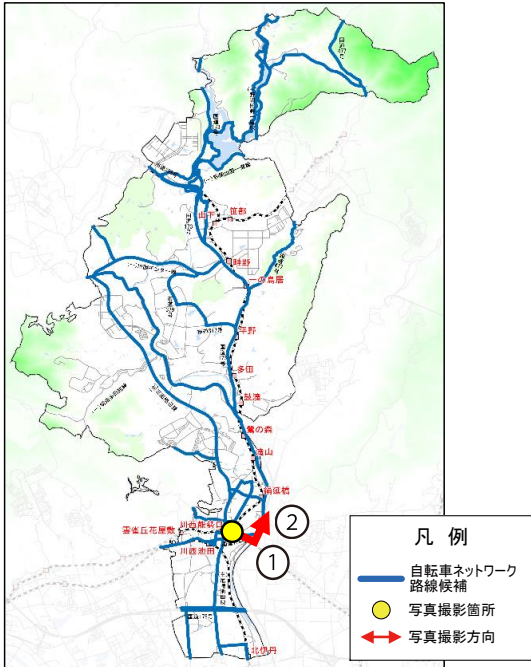 山下
笹部
畦野
一の鳥居
平野
多田
鼓滝
鶯の森
滝山
絹延橋
川西能勢口
雲雀丘花屋敷
川西池田
②
①
北伊丹
凡 例
自転車ネットワーク
路線候補
写真撮影箇所
写真撮影方向